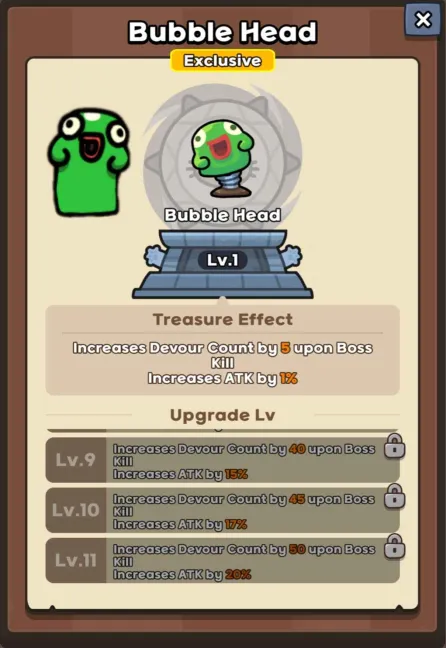 Bubble Head
Exclusive
Bubble Head
Lv.1
Treasure Effect
Increases Devour Count by 5 upon Boss
Kill
Increases ATK by 1%
Upgrade Lv
Lv.9
Increases Devour Count by 40 upon Boss
Kill
Increases ATK by 15%
Lv.10
Increases Devour Count by 45 upon Boss
Kill
Increases ATK by 17%
Lv.11
Increases Devour Count by 50 upon Boss
Kill
Increases ATK by 20%